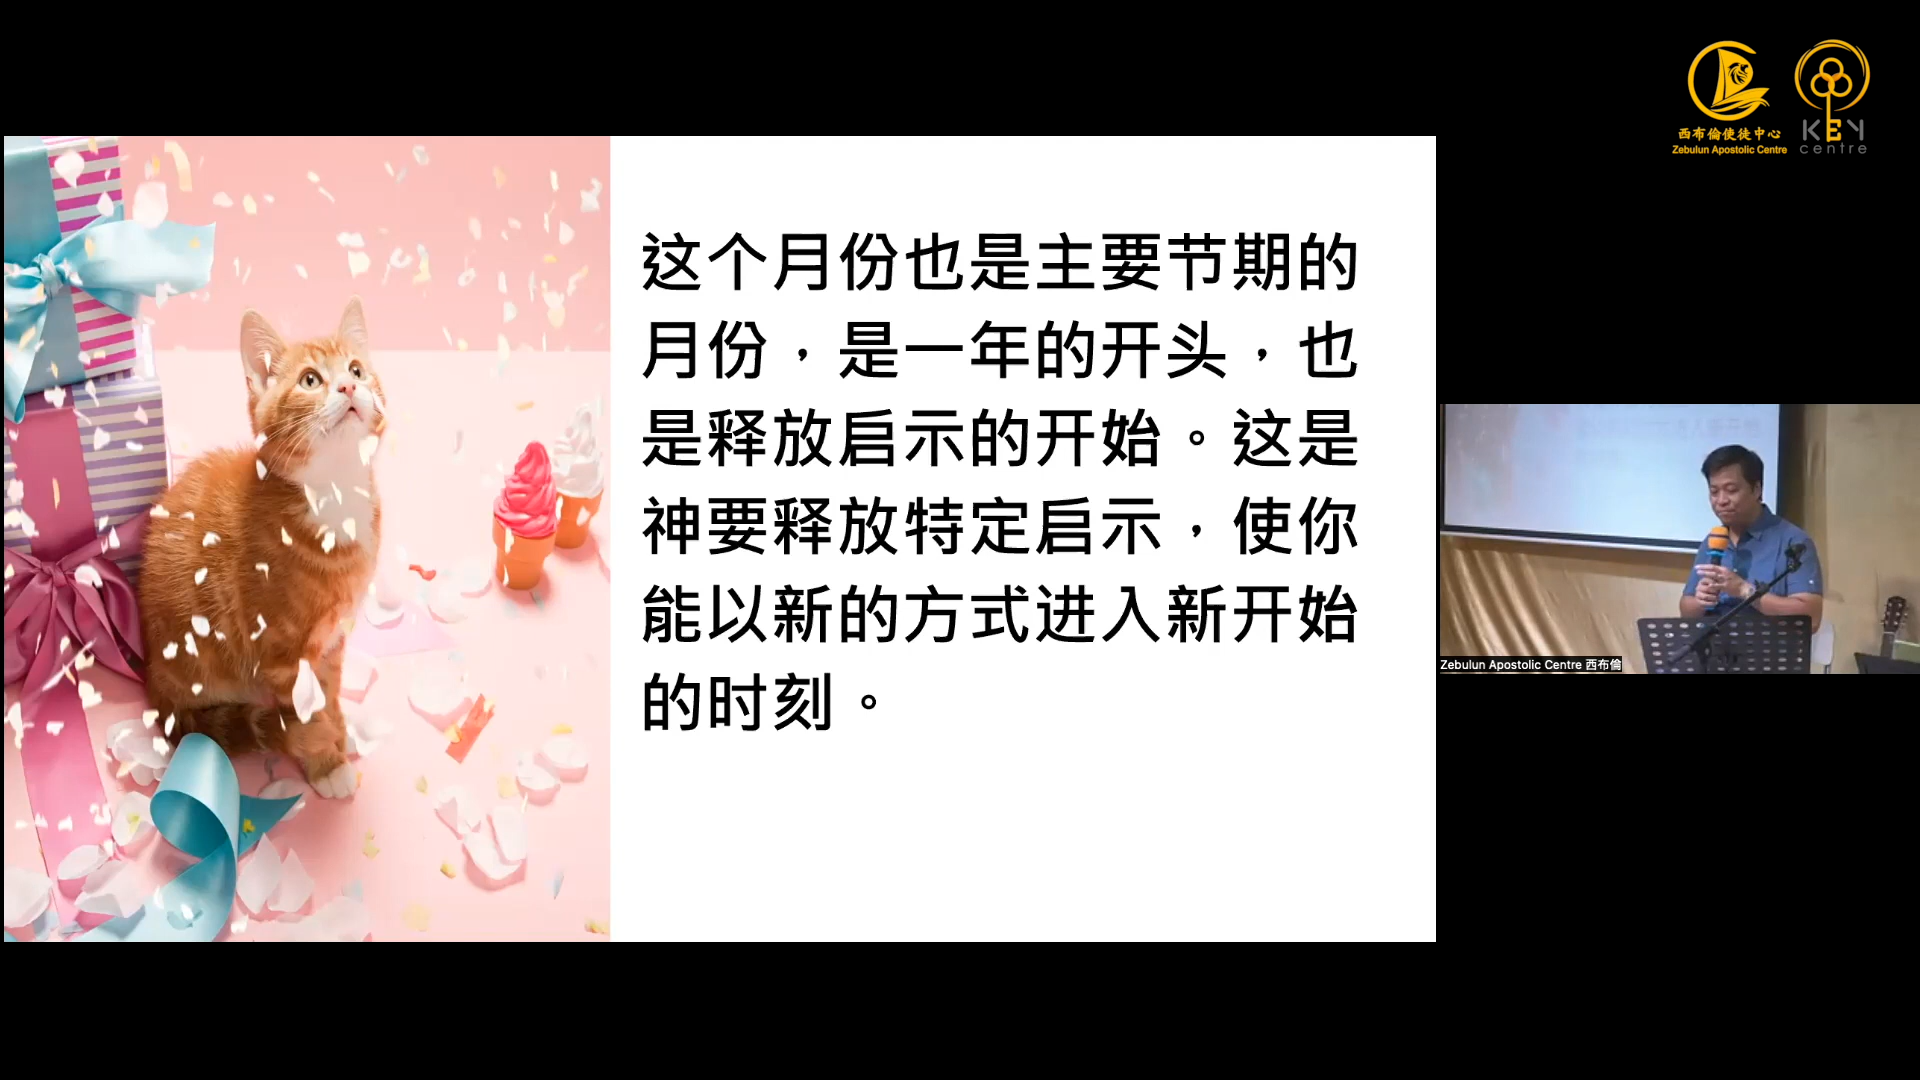 这个月份也是主要节期的
月份，是一年的开头，也
是释放启示的开始。这是
神要释放特定启示，使你
能以新的方式进入新开始
的时刻。
西布倫使徒中心
Zebulun Apostolic Centre
KEY
centre
Zebulun Apostolic Centre 西布倫